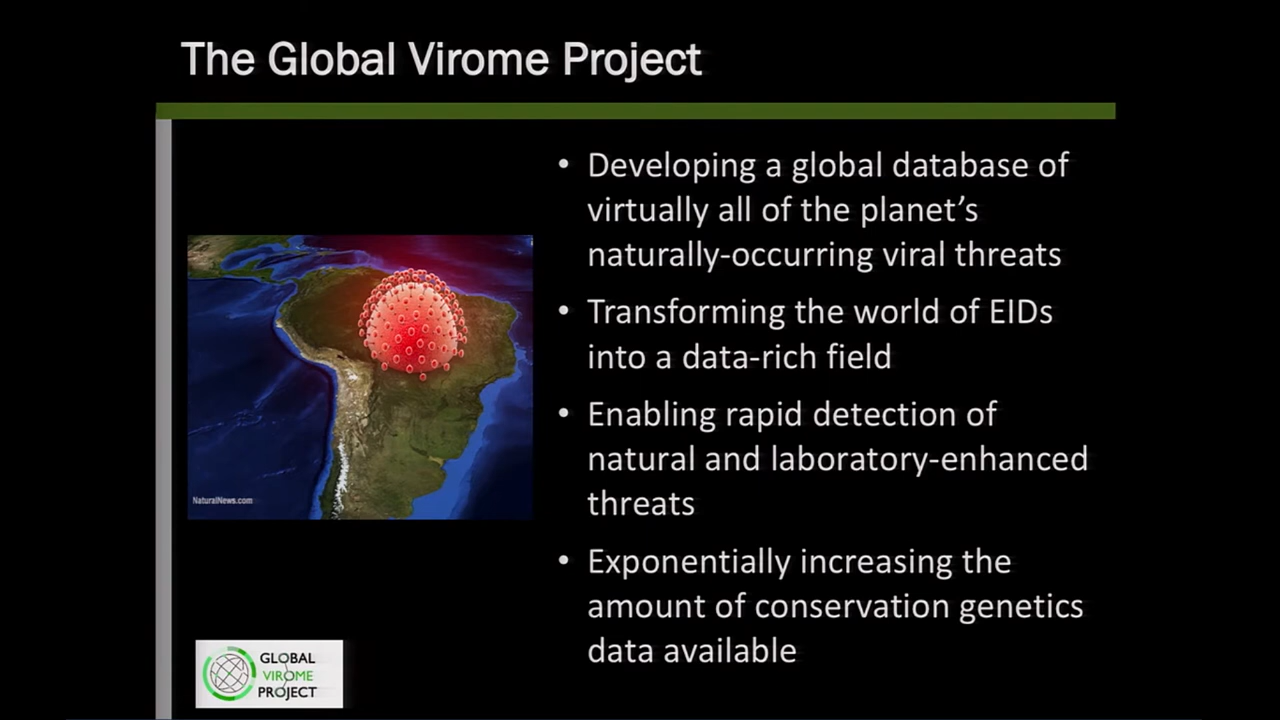 The Global Virome Project
• Developing a global database of
virtually all of the planet’s
naturally-occurring viral threats
• Transforming the world of EIDs
into a data-rich field
• Enabling rapid detection of
natural and laboratory-enhanced
threats
• Exponentially increasing the
amount of conservation genetics
data available
NaturalNews.com
GLOBAL
VIROME
PROJECT